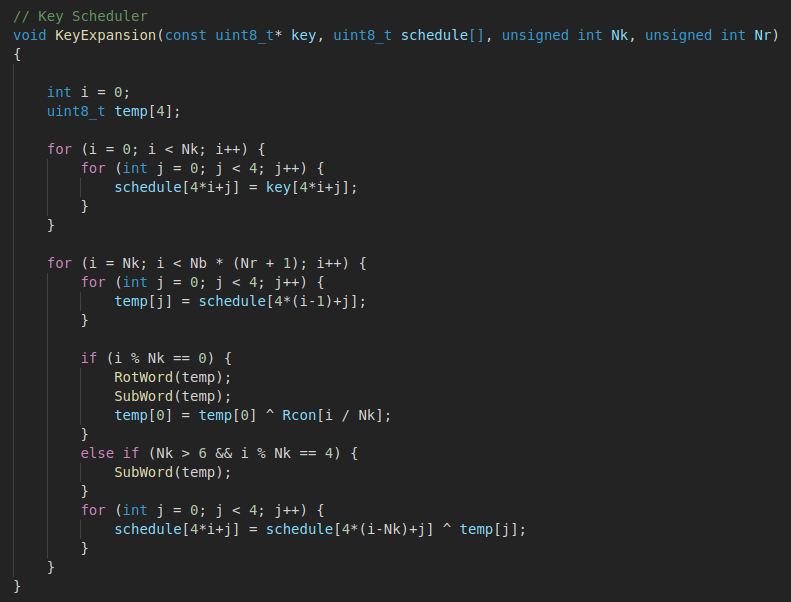 // Key Scheduler
void KeyExpansion(const uint8_t* key, uint8_t schedule[], unsigned int Nk, unsigned int Nr)
{
    int i = 0;
    uint8_t temp[4];
    for (i = 0; i < Nk; i++) {
        for (int j = 0; j < 4; j++) {
            schedule[4*i+j] = key[4*i+j];
        }
    }
    for (i = Nk; i < Nb * (Nr + 1); i++) {
        for (int j = 0; j < 4; j++) {
            temp[j] = schedule[4*(i-1)+j];
        }
        if (i % Nk == 0) {
            RotWord(temp);
            SubWord(temp);
            temp[0] = temp[0] ^ Rcon[i / Nk];
        }
        else if (Nk > 6 && i % Nk == 4) {
            SubWord(temp);
        }
        for (int j = 0; j < 4; j++) {
            schedule[4*i+j] = schedule[4*(i-Nk)+j] ^ temp[j];
        }
    }
}